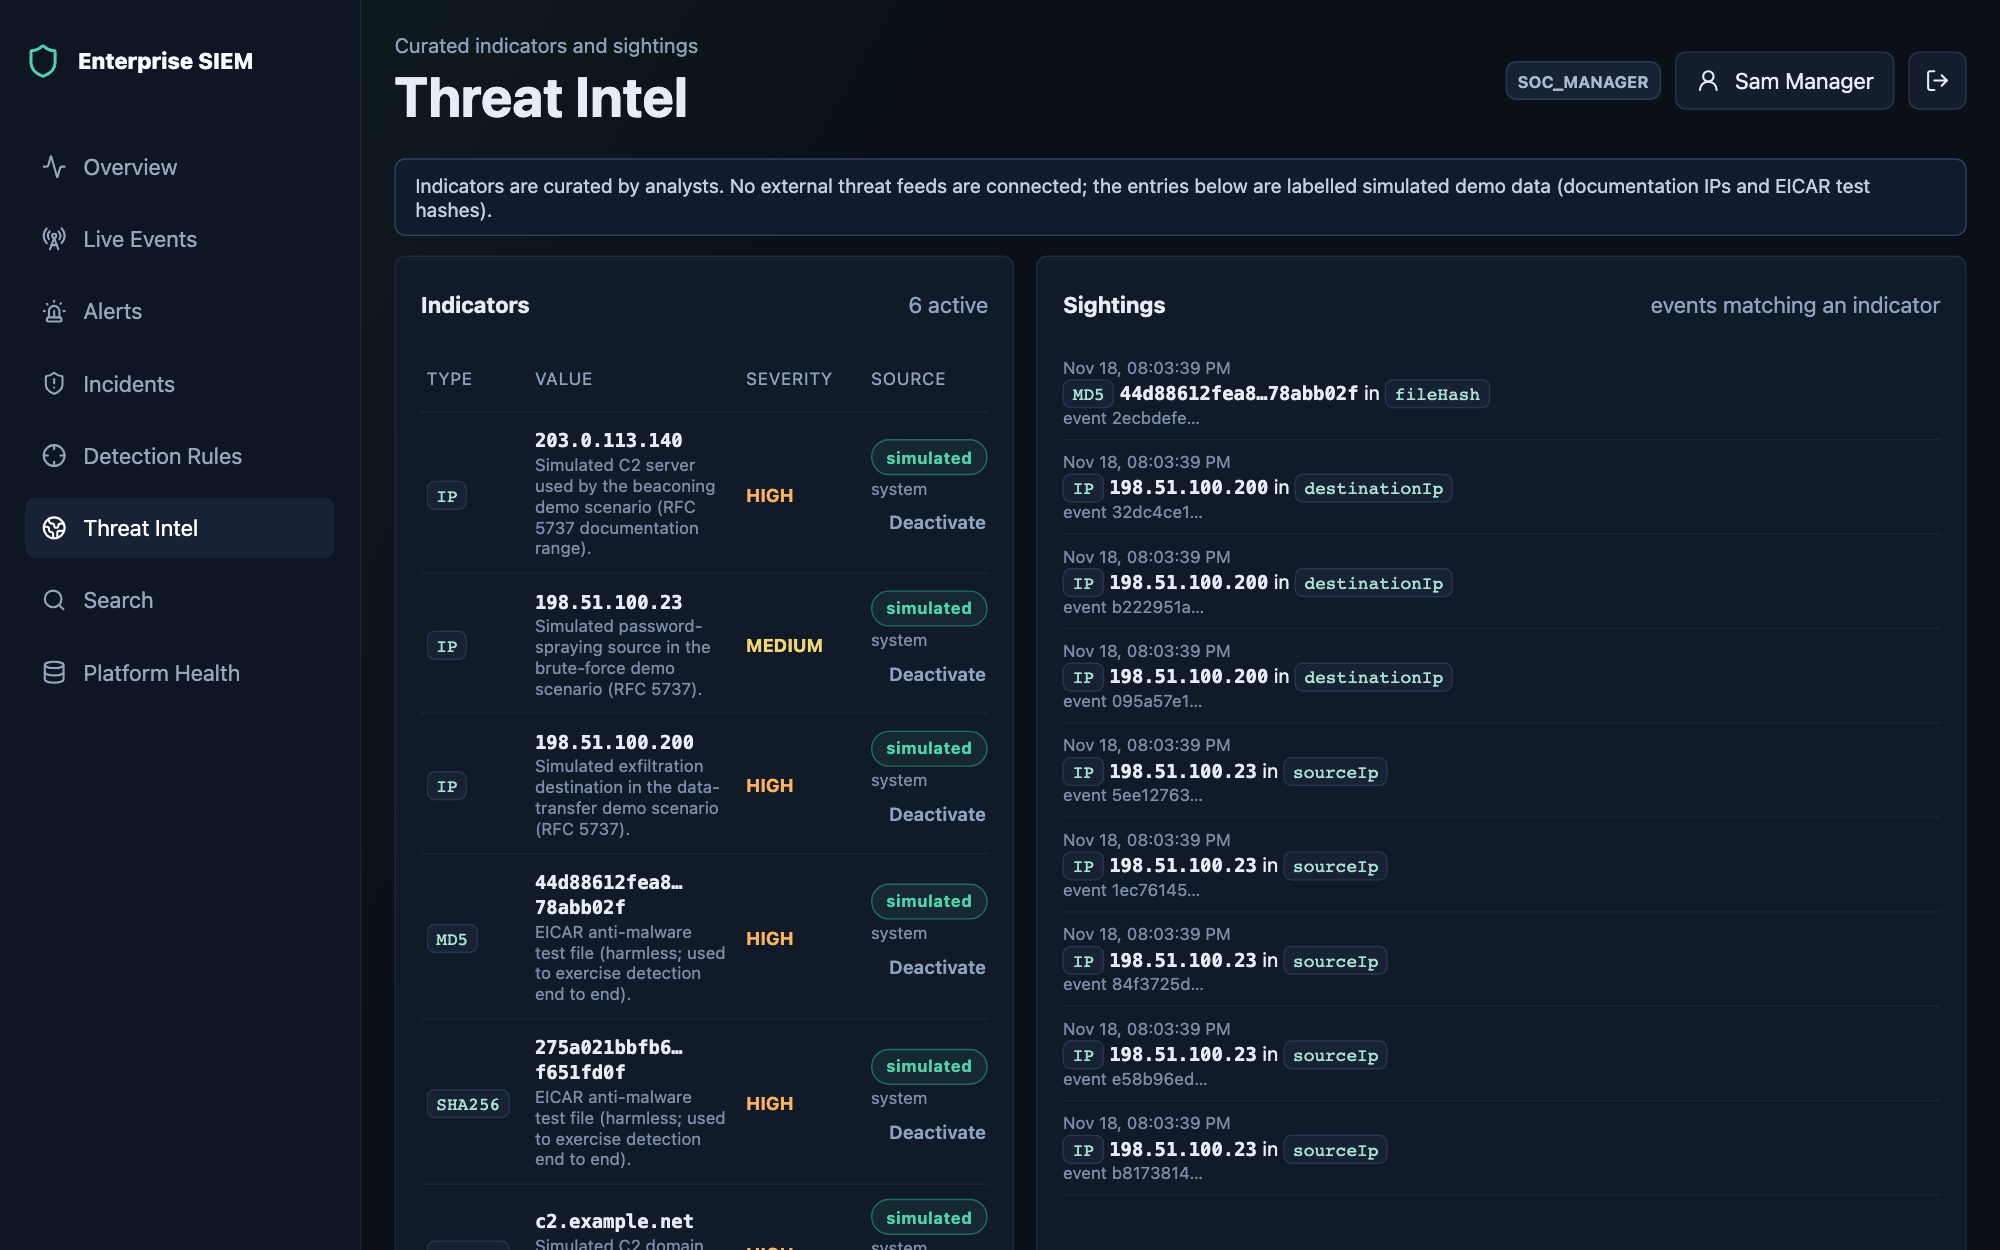 Enterprise SIEM
Overview
Live Events
Alerts
Incidents
Detection Rules
Threat Intel
Search
Platform Health
Curated indicators and sightings
Threat Intel
SOC_MANAGER
Sam Manager
Indicators are curated by analysts. No external threat feeds are connected; the entries below are labelled simulated demo data (documentation IPs and EICAR test
hashes).
Indicators
6 active
TYPE VALUE SEVERITY SOURCE
IP
203.0.113.140
Simulated C2 server
used by the beaconing
demo scenario (RFC
5737 documentation
range).
HIGH
simulated
system
Deactivate
IP
198.51.100.23
Simulated password-
spraying source in the
brute-force demo
scenario (RFC 5737).
MEDIUM
simulated
system
Deactivate
IP
198.51.100.200
Simulated exfiltration
destination in the data-
transfer demo scenario
(RFC 5737).
HIGH
simulated
system
Deactivate
MD5
44d88612fea8…
78abb02f
EICAR anti-malware
test file (harmless; used
to exercise detection
end to end).
HIGH
simulated
system
Deactivate
SHA256
275a021bbfb6…
f651fd0f
EICAR anti-malware
test file (harmless; used
to exercise detection
end to end).
HIGH
simulated
system
Deactivate
c2.example.net
Simulated C2 domain
HIGH
simulated
system
Sightings
events matching an indicator
Nov 18, 08:03:39 PM
MD5 44d88612fea8…78abb02f in fileHash
event 2ecbdefe…
Nov 18, 08:03:39 PM
IP 198.51.100.200 in destinationIp
event 32dc4ce1…
Nov 18, 08:03:39 PM
IP 198.51.100.200 in destinationIp
event b222951a…
Nov 18, 08:03:39 PM
IP 198.51.100.200 in destinationIp
event 095a57e1…
Nov 18, 08:03:39 PM
IP 198.51.100.23 in sourceIp
event 5ee12763…
Nov 18, 08:03:39 PM
IP 198.51.100.23 in sourceIp
event 1ec76145…
Nov 18, 08:03:39 PM
IP 198.51.100.23 in sourceIp
event 84f3725d…
Nov 18, 08:03:39 PM
IP 198.51.100.23 in sourceIp
event e58b96ed…
Nov 18, 08:03:39 PM
IP 198.51.100.23 in sourceIp
event b8173814…